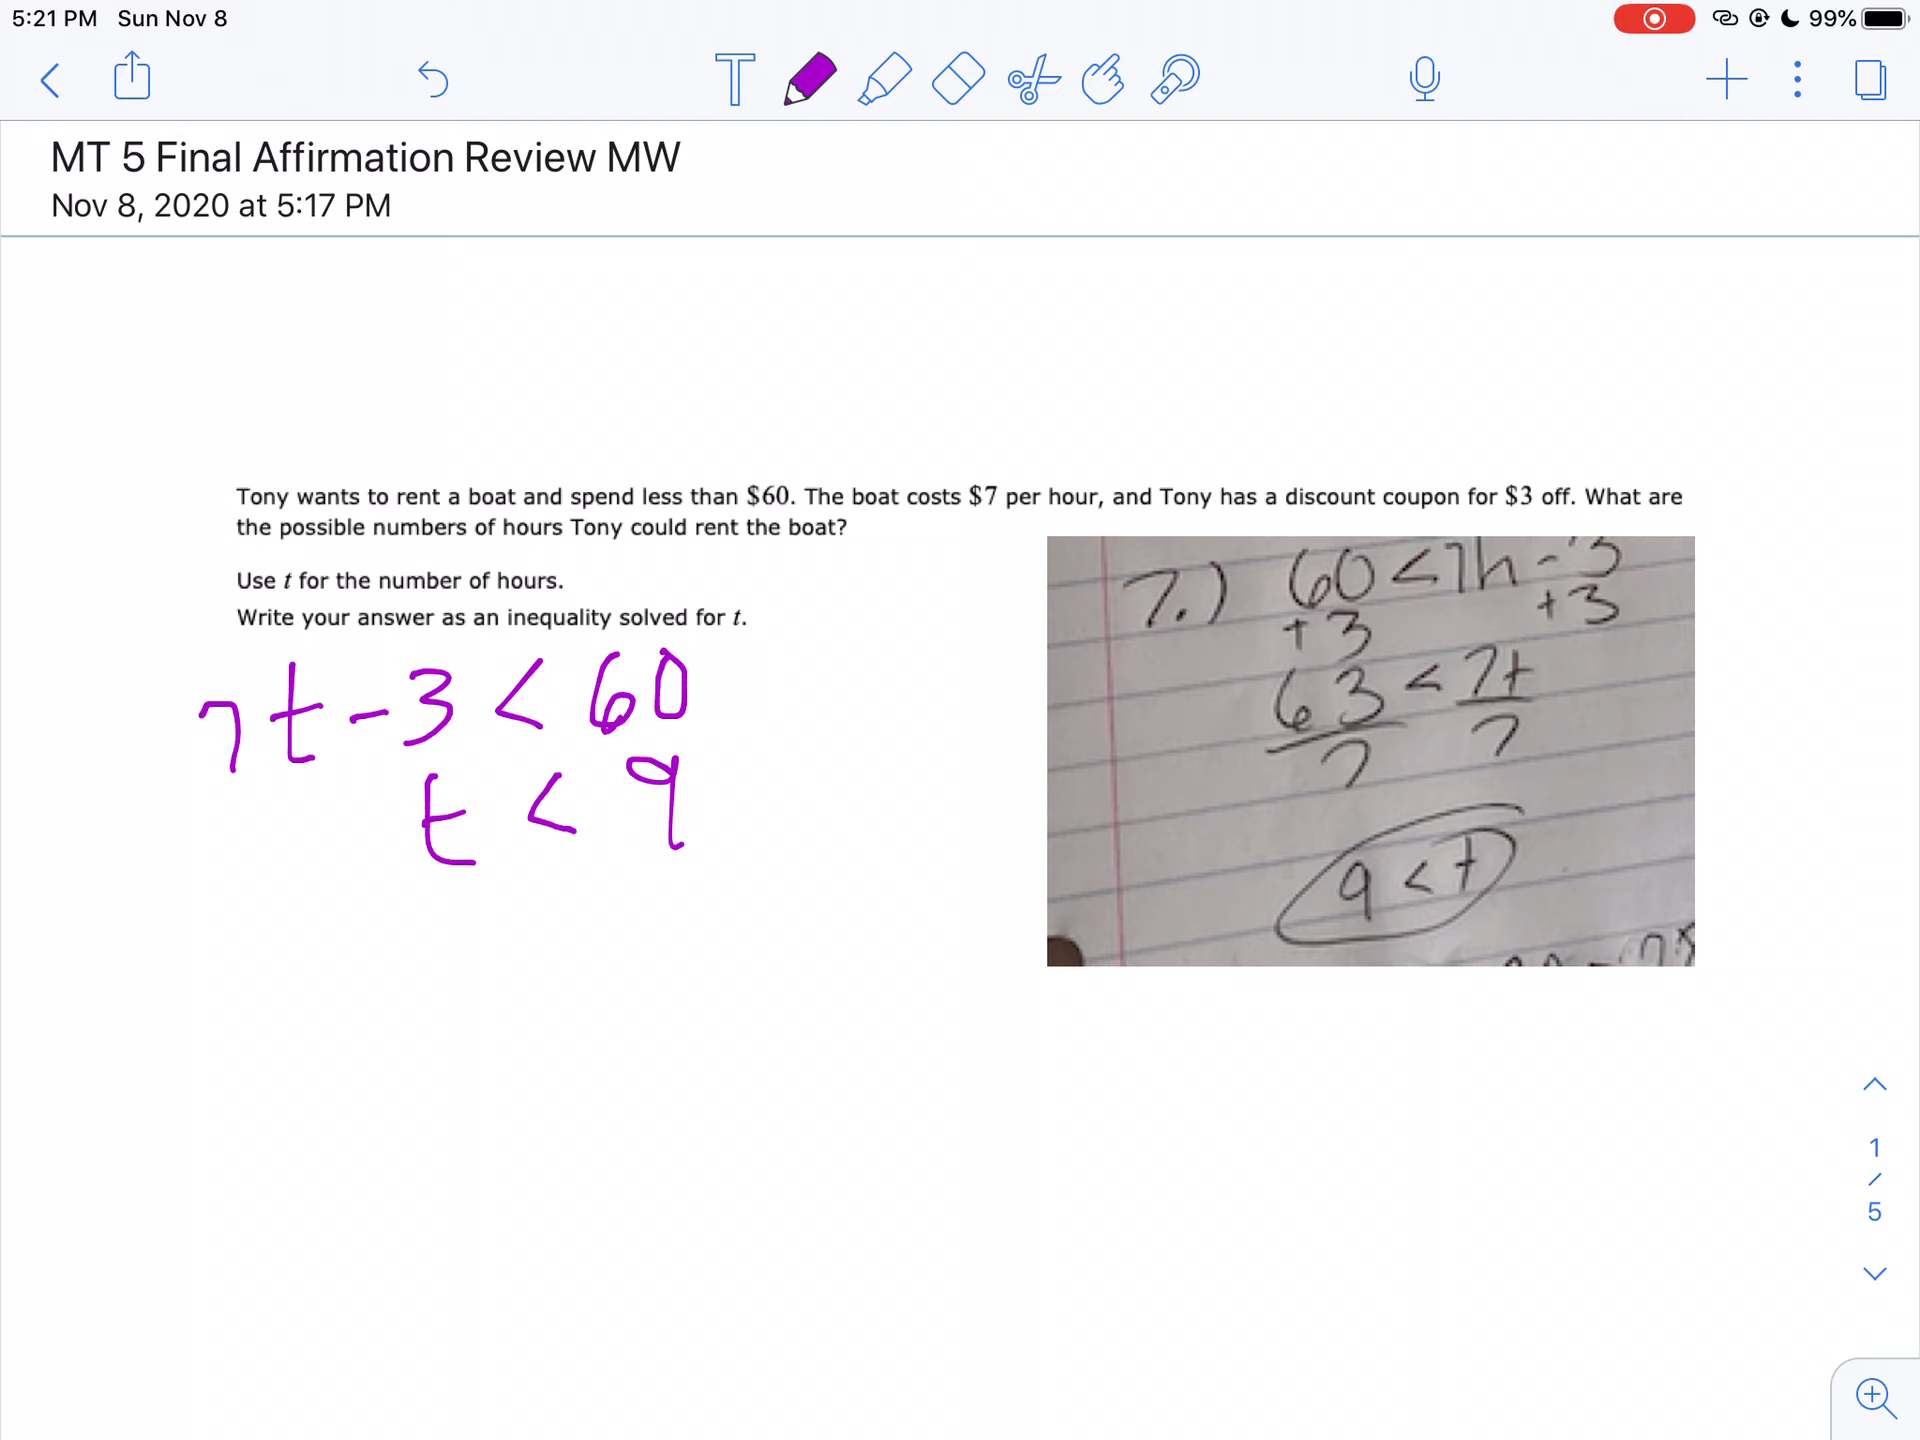 5:21 PM Sun Nov 8
99%
MT 5 Final Affirmation Review MW
Nov 8, 2020 at 5:17 PM
Tony wants to rent a boat and spend less than $60. The boat costs $7 per hour, and Tony has a discount coupon for $3 off. What are
the possible numbers of hours Tony could rent the boat?
Use t for the number of hours.
Write your answer as an inequality solved for t.
7t - 3 < 60
t < 9
7.) 60 < 7h - 3
+3 +3
63 < 7t
7 7
9 < t
1
/
5